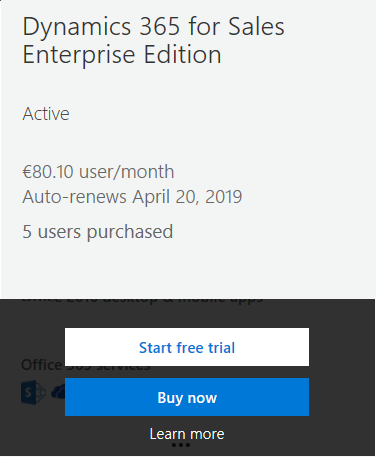 Dynamics 365 for Sales
Enterprise Edition
Active
€80.10 user/month
Auto-renews April 20, 2019
5 users purchased
Office 2016 desktop & mobile apps
Start free trial
Office 365 services
Buy now
Learn more